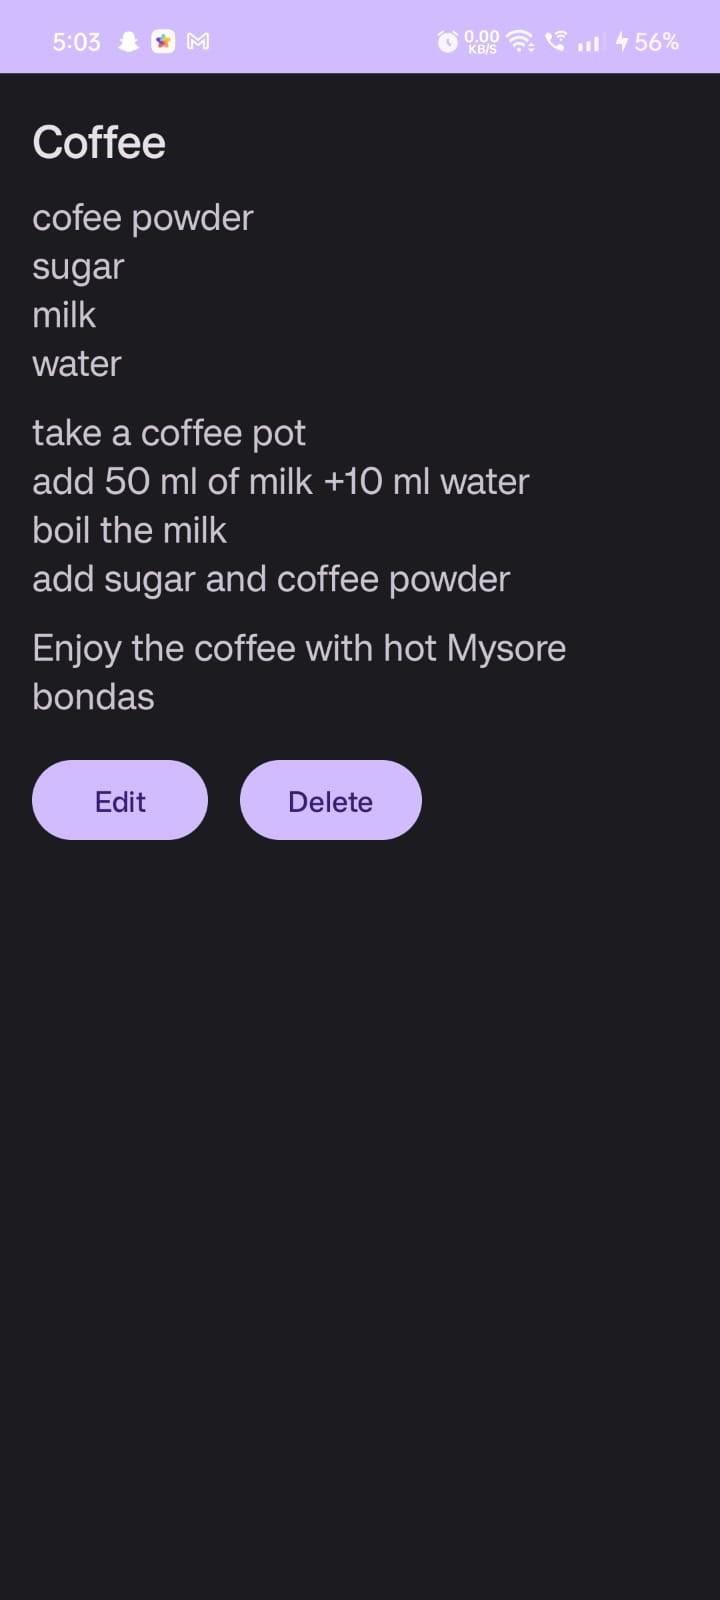 5:03
0.00
KB/S
56%
Coffee
cofee powder
sugar
milk
water
take a coffee pot
add 50 ml of milk +10 ml water
boil the milk
add sugar and coffee powder
Enjoy the coffee with hot Mysore
bondas
Edit
Delete